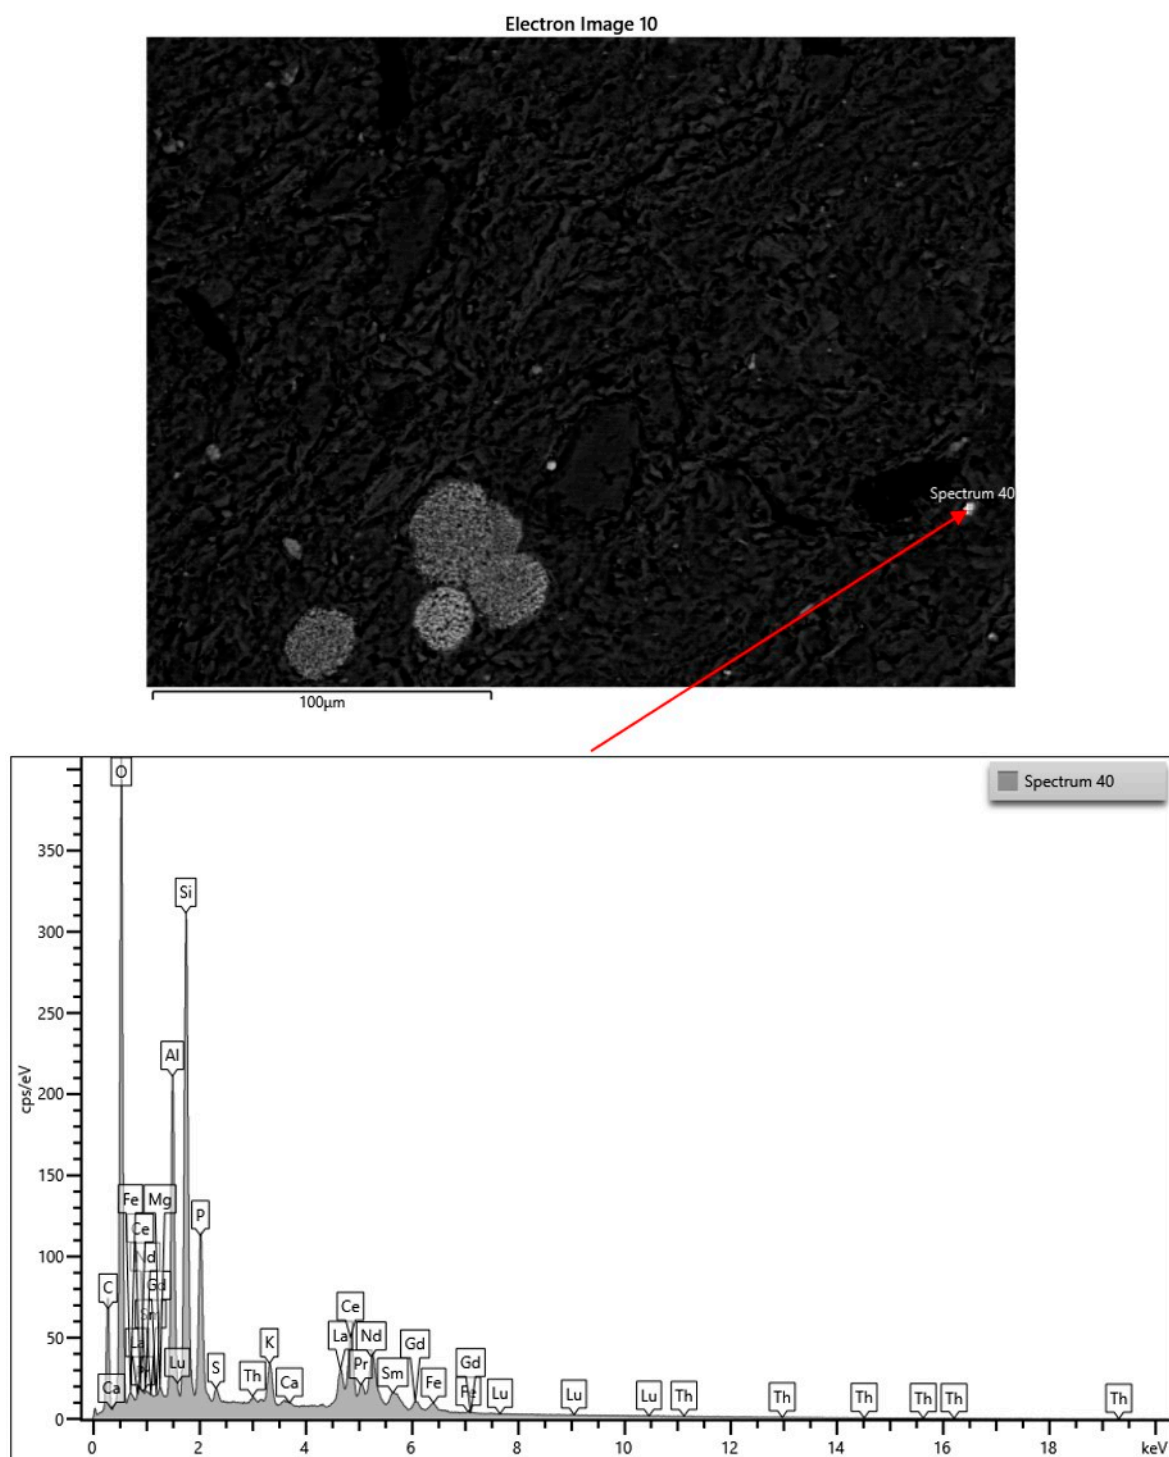 Electron Image 10
Spectrum 40
100µm
Spectrum 40
O
Si
Al
Fe Mg
Ce
P
Nd
C
Gd
Sm
Ce
La Nd
K
Gd
La
Lu
S
Pr
Sm
Gd
Th
Ca
Fe
Fe
Ca
Lu Lu Lu Th Th Th Th Th Th
350
300
250
200
150
100
50
0
cps/eV
0 2 4 6 8 10 12 14 16 18 keV